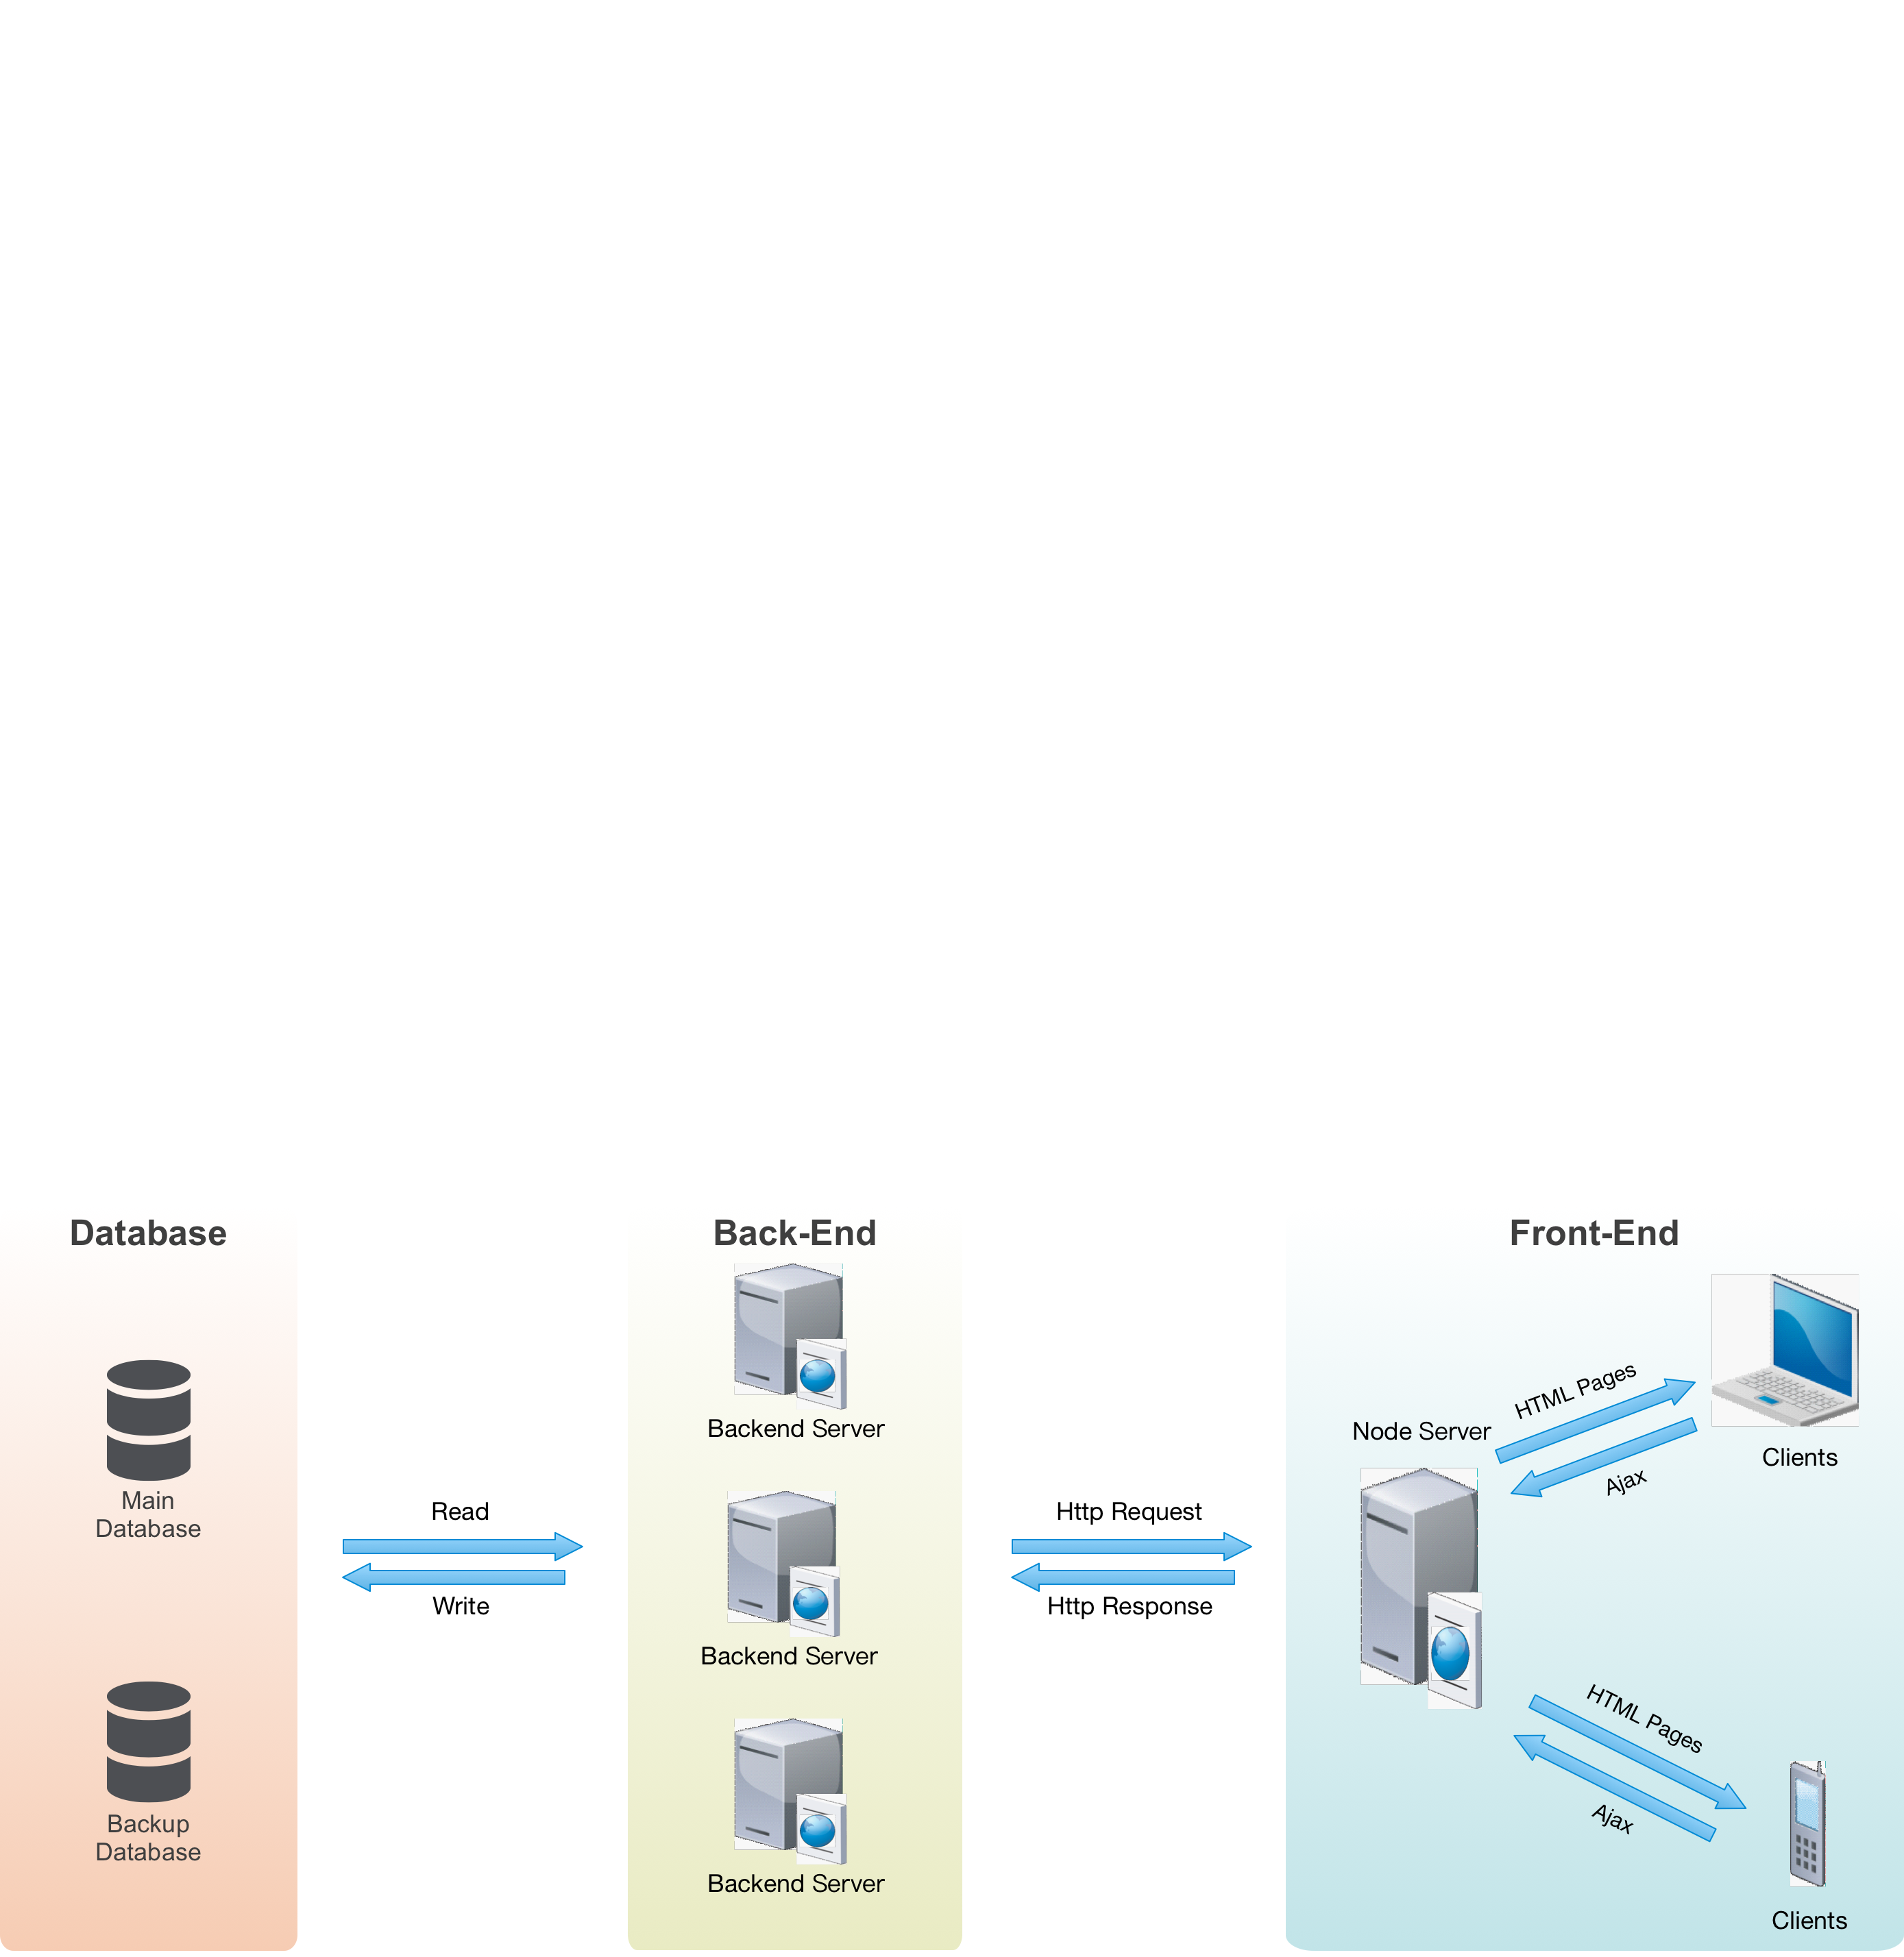 Database
Main
Database
Backup
Database
Read
Write
Back-End
Backend Server
Backend Server
Backend Server
Http Request
Http Response
Front-End
Node Server
HTML Pages
Ajax
Clients
HTML Pages
Ajax
Clients